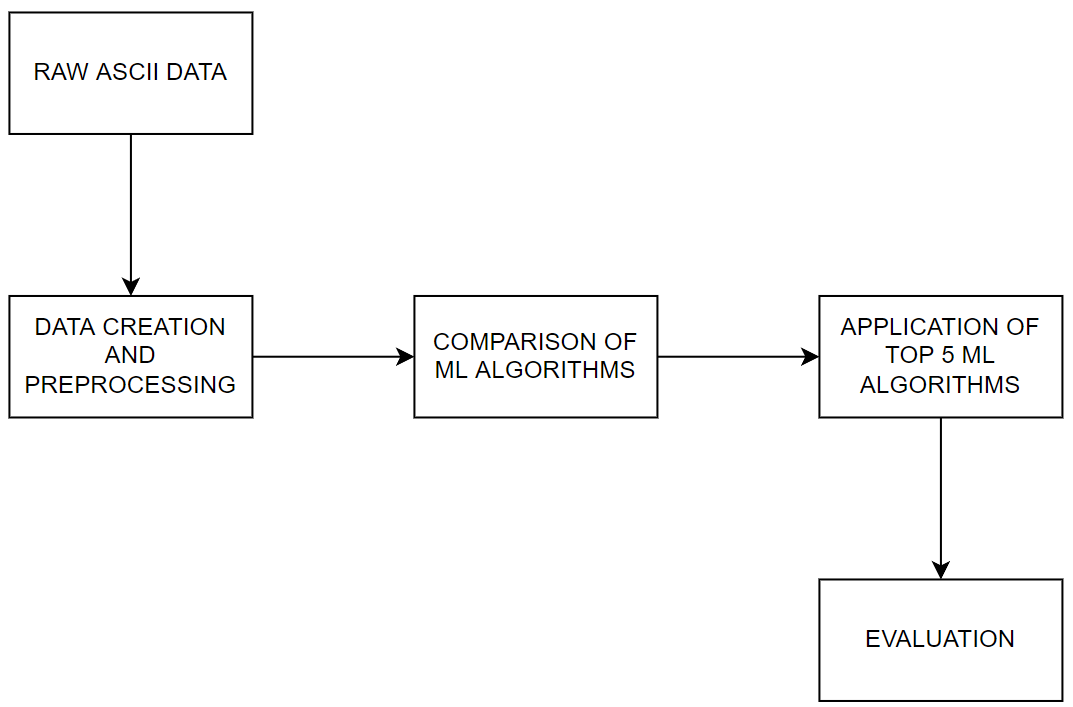 RAW ASCII DATA
DATA CREATION
AND
PREPROCESSING
COMPARISON OF
ML ALGORITHMS
APPLICATION OF
TOP 5 ML
ALGORITHMS
EVALUATION